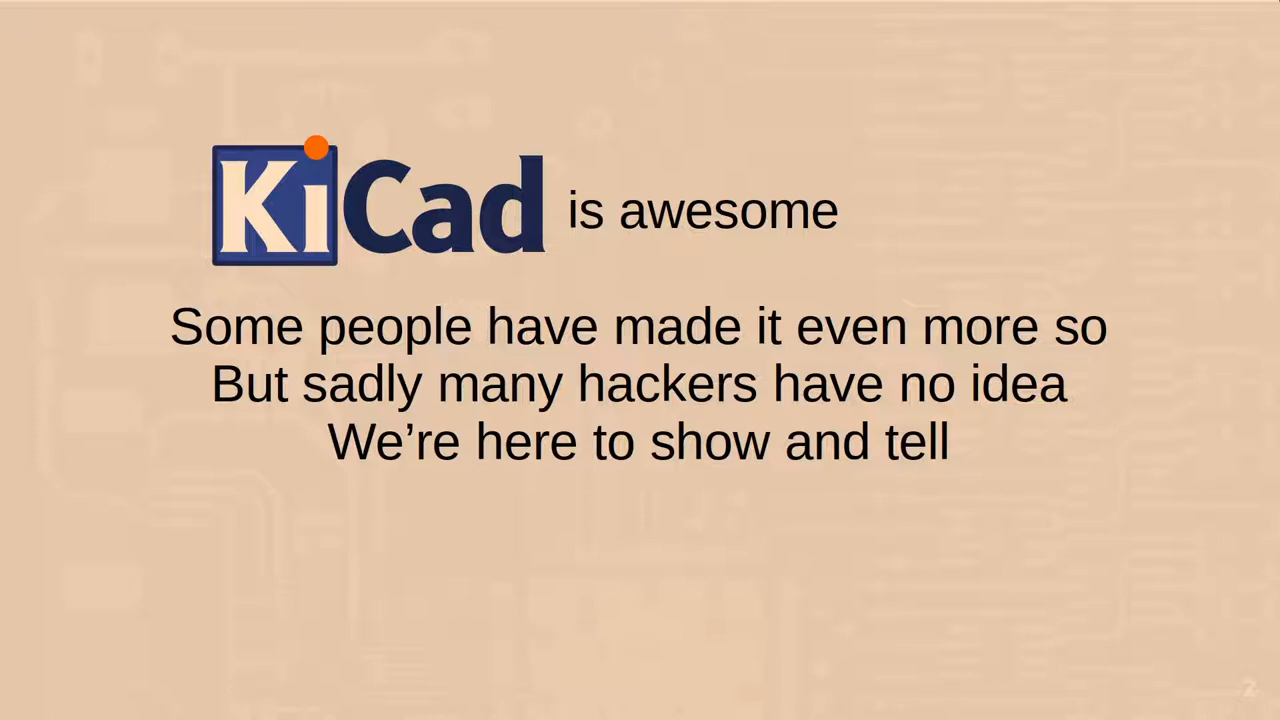 KiCad is awesome
Some people have made it even more so
But sadly many hackers have no idea
We’re here to show and tell
2